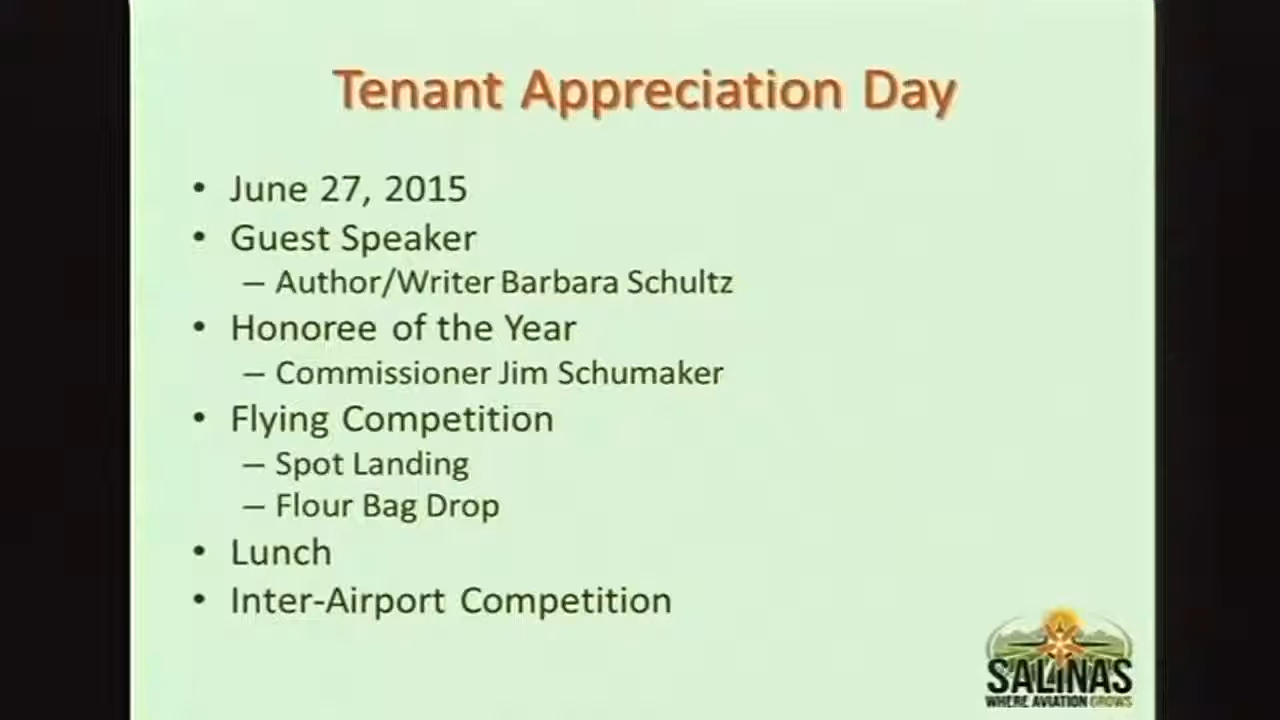 Tenant Appreciation Day
• June 27, 2015
• Guest Speaker
– Author/Writer Barbara Schultz
• Honoree of the Year
– Commissioner Jim Schumaker
• Flying Competition
– Spot Landing
– Flour Bag Drop
• Lunch
• Inter-Airport Competition
SALINAS
WHERE AVIATION GROWS